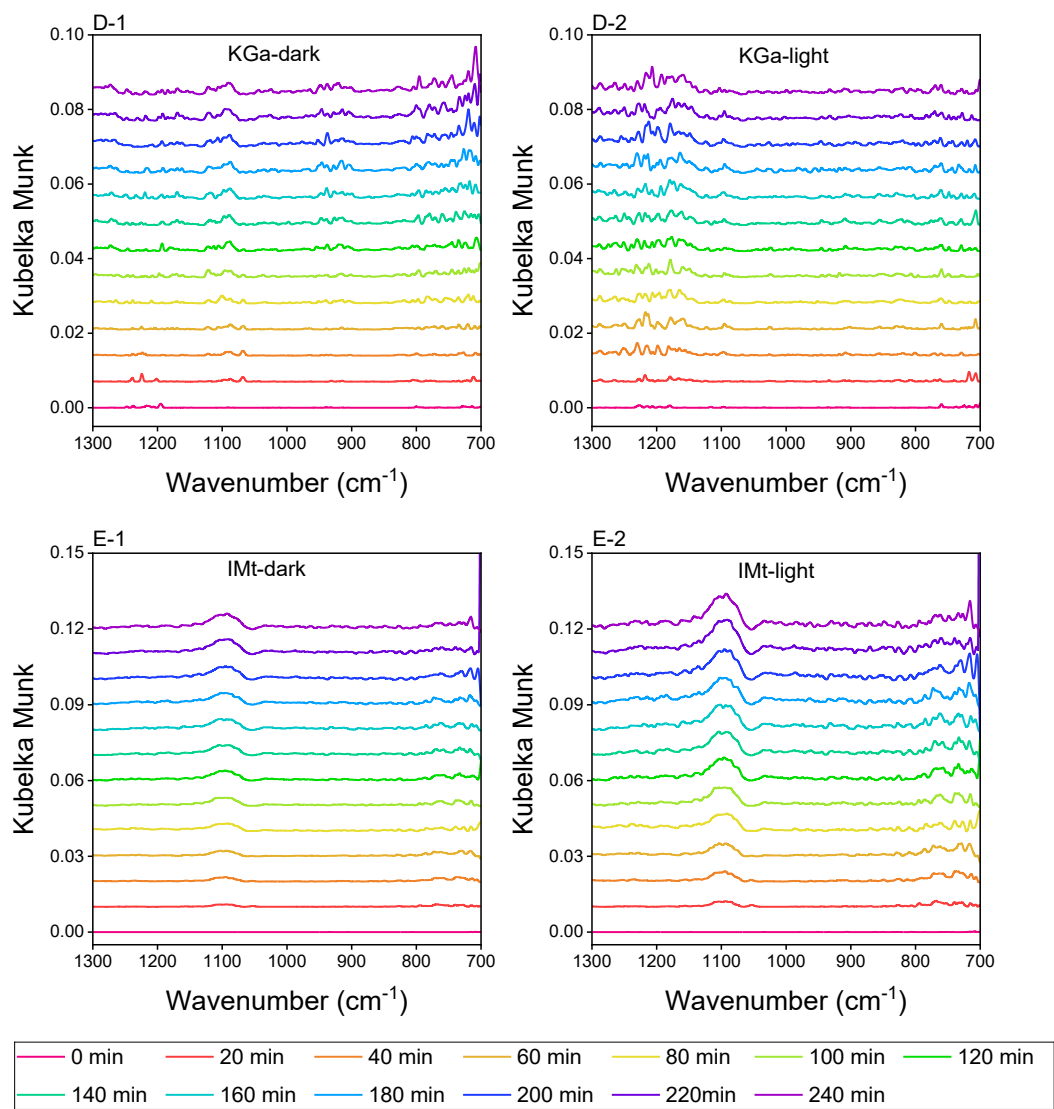 D-1
KGa-dark
0.10
0.08
0.06
0.04
0.02
0.00
Kubelka Munk
1300 1200 1100 1000 900 800 700
Wavenumber (cm-1)
D-2
KGa-light
0.10
0.08
0.06
0.04
0.02
0.00
Kubelka Munk
1300 1200 1100 1000 900 800 700
Wavenumber (cm-1)
E-1
IMt-dark
0.15
0.12
0.09
0.06
0.03
0.00
Kubelka Munk
1300 1200 1100 1000 900 800 700
Wavenumber (cm-1)
E-2
IMt-light
0.15
0.12
0.09
0.06
0.03
0.00
Kubelka Munk
1300 1200 1100 1000 900 800 700
Wavenumber (cm-1)
0 min 20 min 40 min 60 min 80 min 100 min 120 min
140 min 160 min 180 min 200 min 220min 240 min